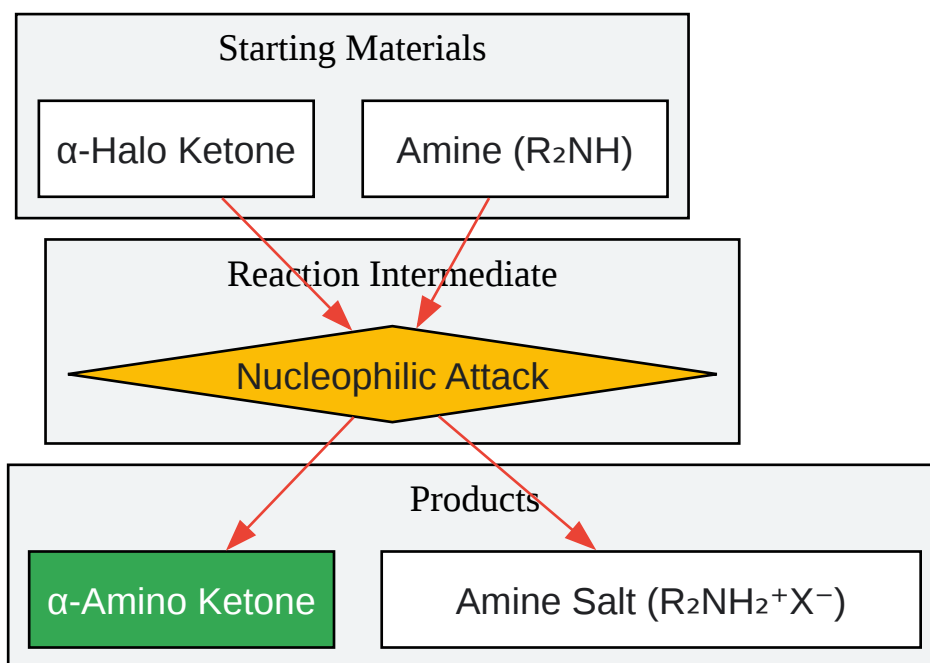 Starting Materials
α-Halo Ketone
Amine (R₂NH)
Reaction Intermediate
Nucleophilic Attack
Products
α-Amino Ketone
Amine Salt (R₂NH₂⁺X⁻)